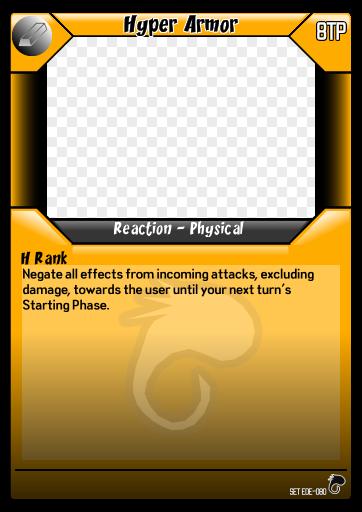 Hyper Armor
8TP
Reaction - Physical
H Rank
Negate all effects from incoming attacks, excluding
damage, towards the user until your next turn's
Starting Phase.
SET EOE-080